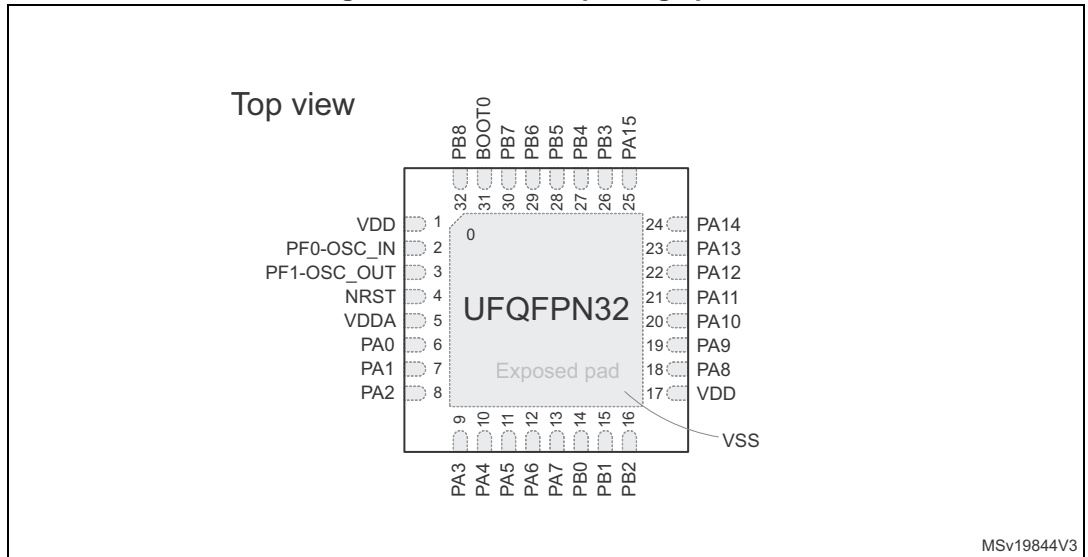 Top view
PB8
BOOT0
PB7
PB6
PB5
PB4
PB3
PA15
32
31
30
29
28
27
26
25
VDD 1
PF0-OSC_IN 2
PF1-OSC_OUT 3
NRST 4
VDDA 5
PA0 6
PA1 7
PA2 8
0
UFQFPN32
Exposed pad
24 PA14
23 PA13
22 PA12
21 PA11
20 PA10
19 PA9
18 PA8
17 VDD
VSS
9
10
11
12
13
14
15
16
PA3
PA4
PA5
PA6
PA7
PB0
PB1
PB2
MSv19844V3